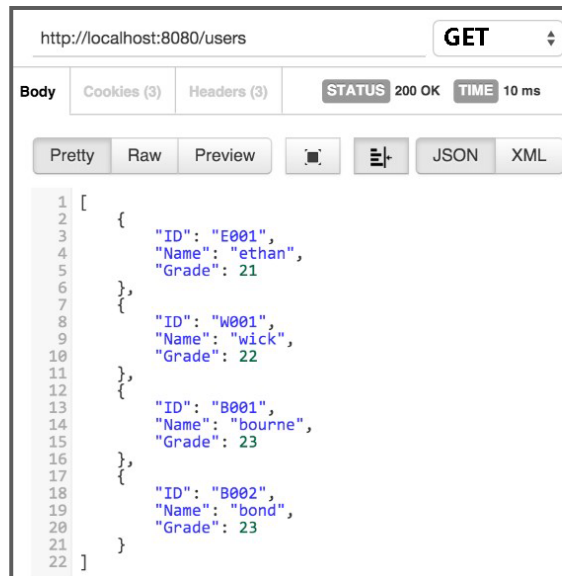 http://localhost:8080/users GET
Body Cookies (3) Headers (3) STATUS 200 OK TIME 10 ms
Pretty Raw Preview JSON XML
1 [
2 {
3 "ID": "E001",
4 "Name": "ethan",
5 "Grade": 21
6 },
7 {
8 "ID": "W001",
9 "Name": "wick",
10 "Grade": 22
11 },
12 {
13 "ID": "B001",
14 "Name": "bourne",
15 "Grade": 23
16 },
17 {
18 "ID": "B002",
19 "Name": "bond",
20 "Grade": 23
21 }
22 ]